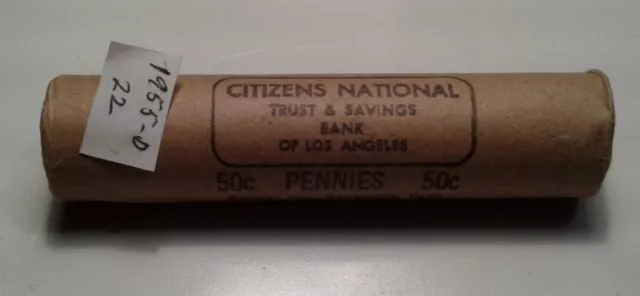 1955-D
22
CITIZENS NATIONAL
TRUST & SAVINGS
BANK
OF LOS ANGELES
50c PENNIES 50c